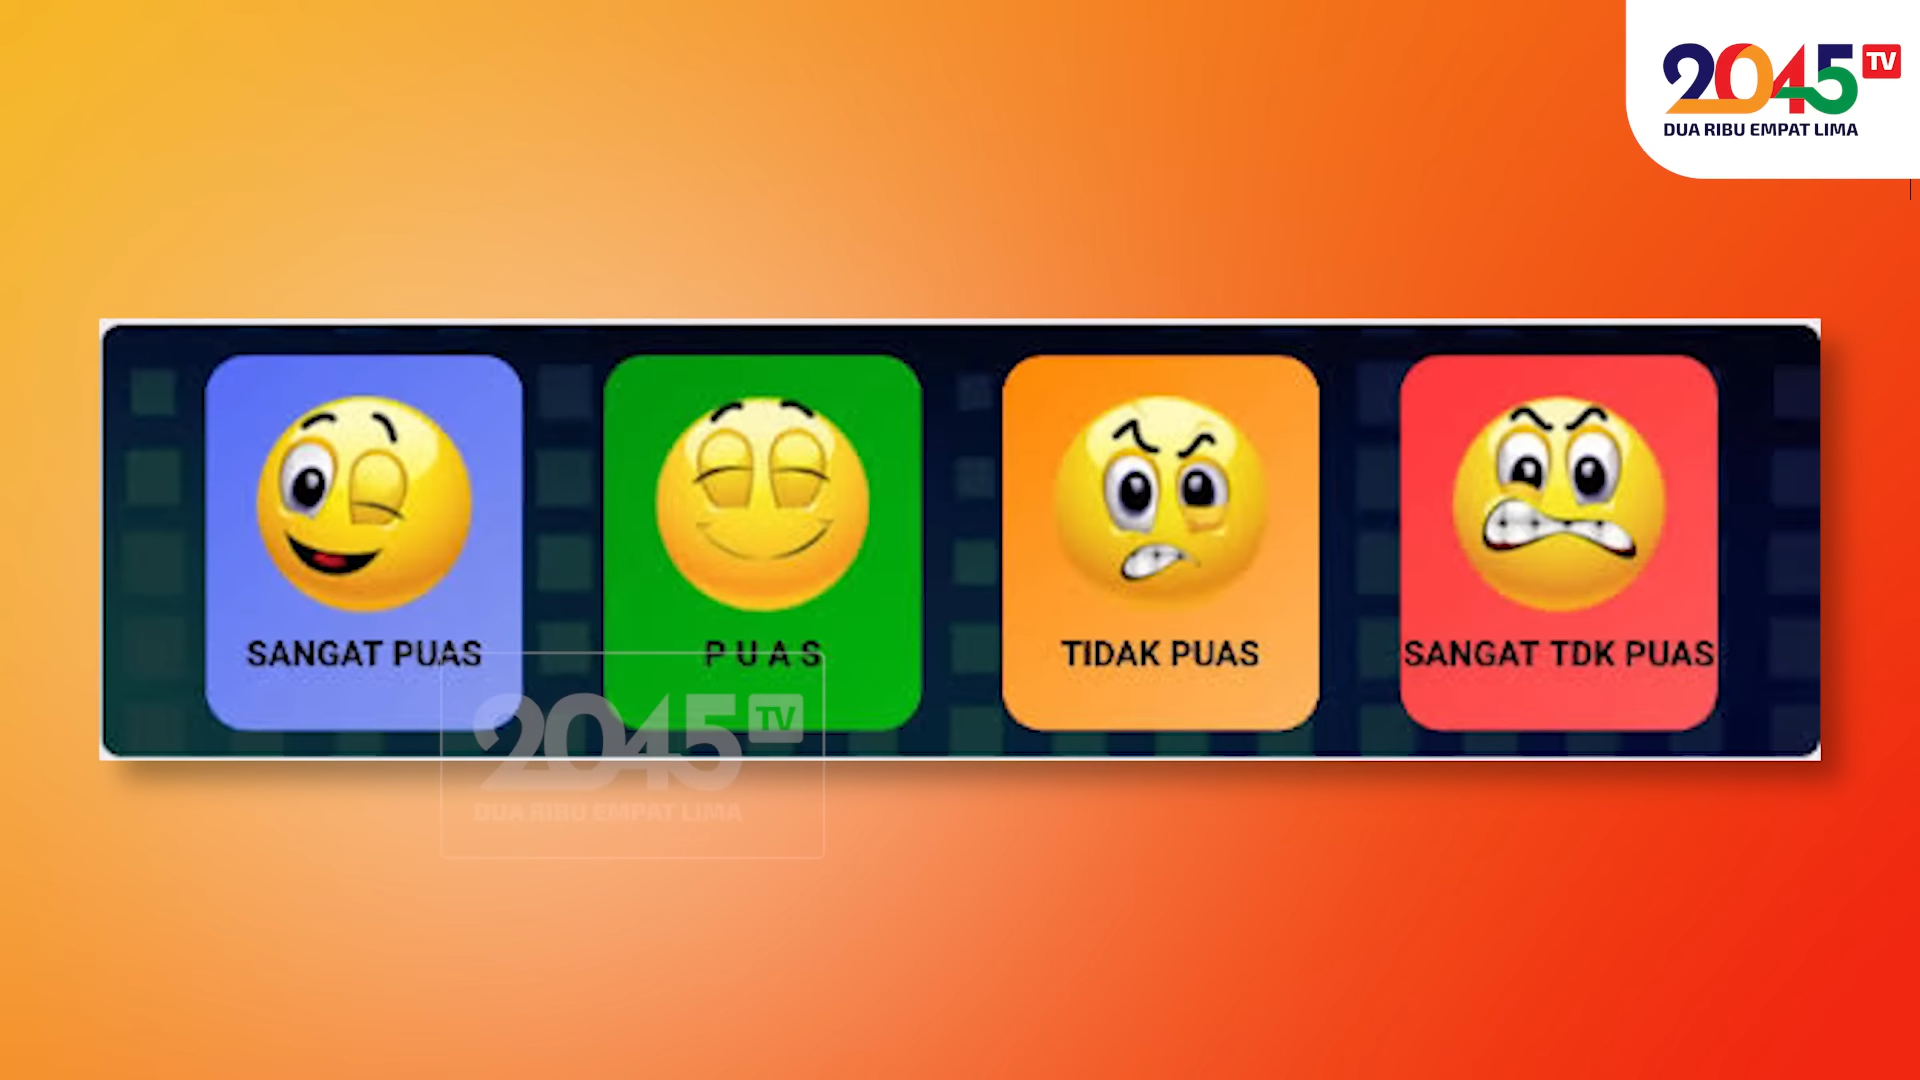 2045 TV
DUA RIBU EMPAT LIMA
SANGAT PUAS
P U A S
TIDAK PUAS
SANGAT TDK PUAS
2045 TV
DUA RIBU EMPAT LIMA